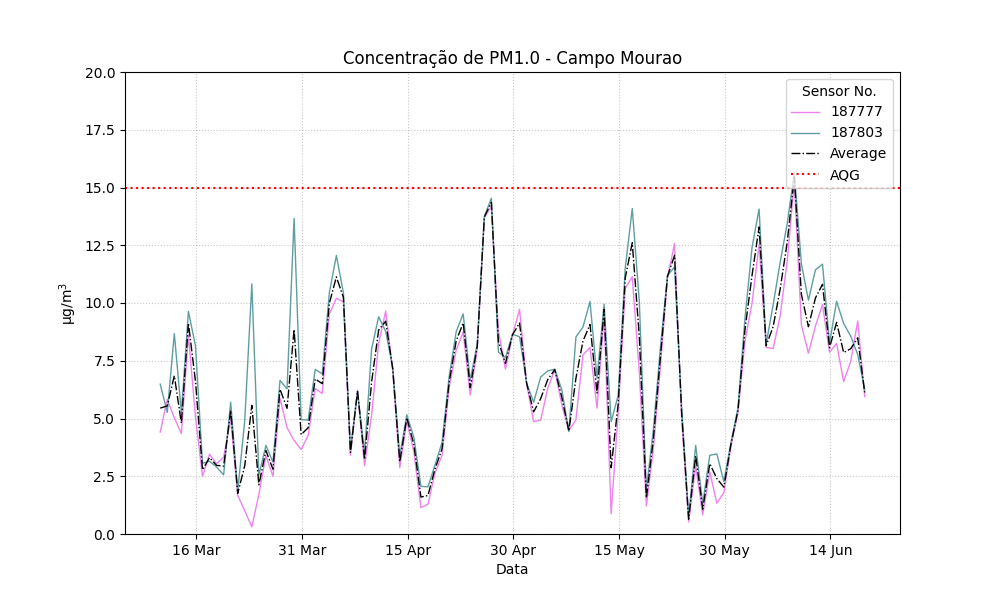 Concentração de PM1.0 - Campo Mourao
20.0
17.5
15.0
12.5
10.0
7.5
5.0
2.5
0.0
µg/m³
Sensor No.
187777
187803
Average
AQG
16 Mar
31 Mar
15 Apr
30 Apr
15 May
30 May
14 Jun
Data